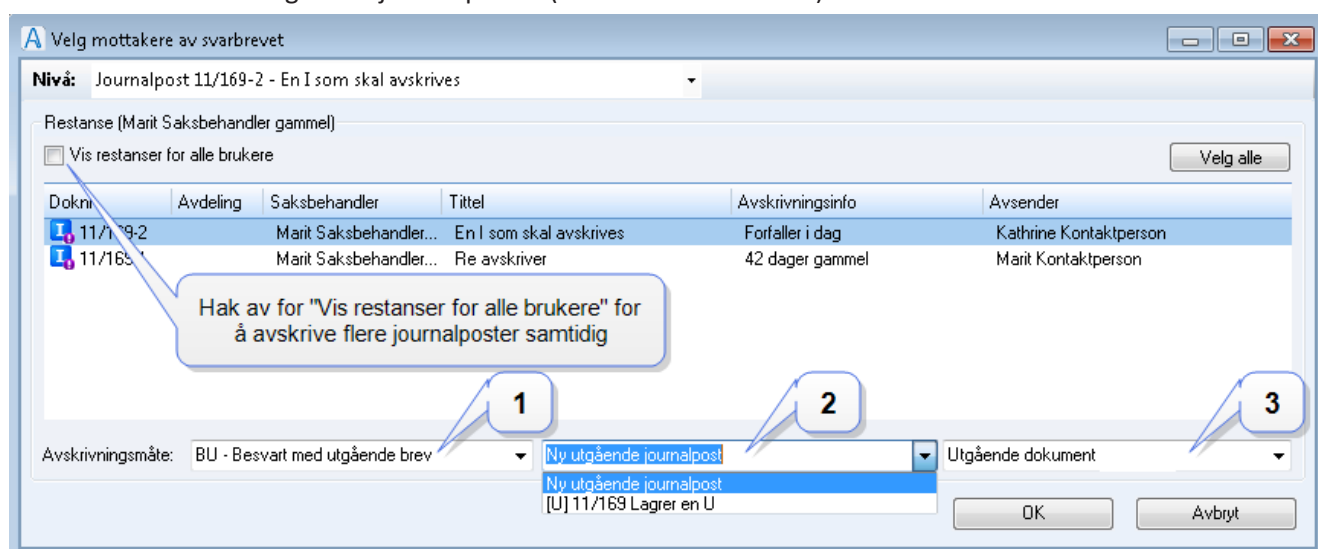 Velg mottakere av svarbrevet
Nivå: Journalpost 11/169-2 - En I som skal avskrives
Restanse (Marit Saksbehandler gammel)
Vis restanser for alle brukere
Velg alle
Avdeling Saksbehandler Tittel Avskrivningsinfo Avsender
11/169-2 Marit Saksbehandler... En I som skal avskrives Forfaller i dag Kathrine Kontaktperson
Marit Saksbehandler... Re avskriver 42 dager gammel Marit Kontaktperson
Hak av for "Vis restanser for alle brukere" for
å avskrive flere journalposter samtidig
1 2 3
Avskrivningsmåte: BU - Besvart med utgående brev Ny utgående journalpost Utgående dokument
Ny utgående journalpost
[U] 11/169 Lagrer en U
OK Avbryt